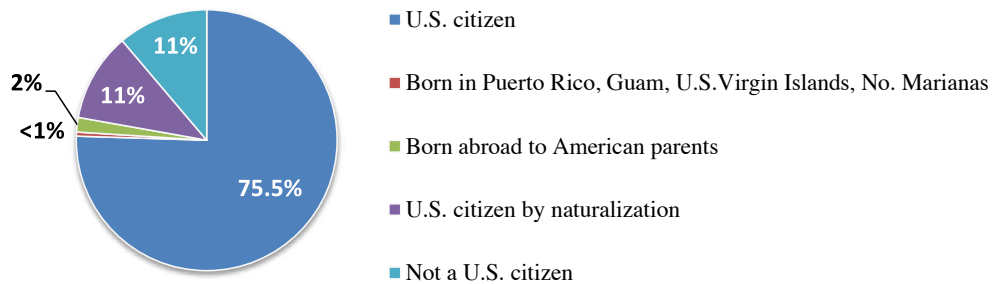 11%
2%
11%
<1%
75.5%
U.S. citizen
Born in Puerto Rico, Guam, U.S.Virgin Islands, No. Marianas
Born abroad to American parents
U.S. citizen by naturalization
Not a U.S. citizen